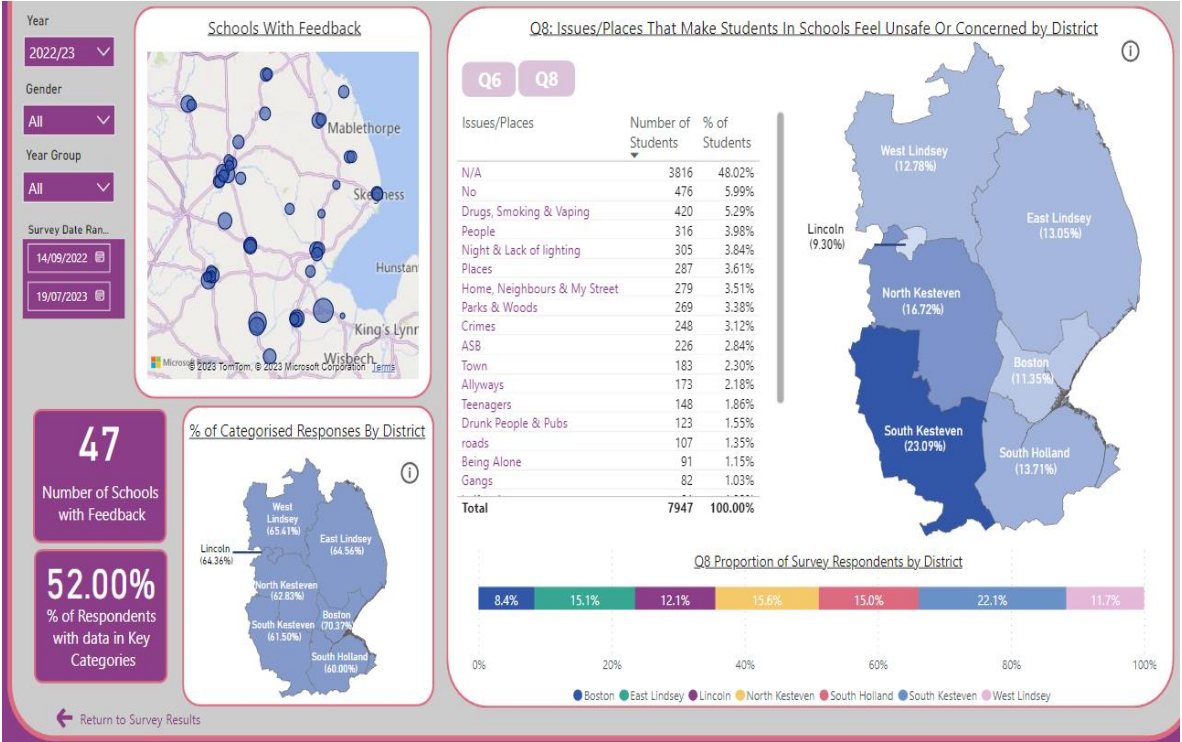 Year
2022/23
Gender
All
Year Group
All
Survey Date Ran...
14/09/2022
19/07/2023
Schools With Feedback
Mablethorpe
Skegness
Hunstan
King's Lynn
Wisbech
Microsoft
© 2023 TomTom, © 2023 Microsoft Corporation Terms
47
Number of Schools
with Feedback
52.00%
% of Respondents
with data in Key
Categories
% of Categorised Responses By District
West
Lindsey
(65.41%)
East Lindsey
(64.56%)
Lincoln
(64.36%)
North Kesteven
(62.83%)
South Kesteven
(61.50%)
Boston
(70.37%)
South Holland
(60.00%)
Return to Survey Results
Q8: Issues/Places That Make Students In Schools Feel Unsafe Or Concerned by District
Q6 Q8
Issues/Places Number of Students % of Students
N/A 3816 48.02%
No 476 5.99%
Drugs, Smoking & Vaping 420 5.29%
People 316 3.98%
Night & Lack of lighting 305 3.84%
Places 287 3.61%
Home, Neighbours & My Street 279 3.51%
Parks & Woods 269 3.38%
Crimes 248 3.12%
ASB 226 2.84%
Town 183 2.30%
Allyways 173 2.18%
Teenagers 148 1.86%
Drunk People & Pubs 123 1.55%
roads 107 1.35%
Being Alone 91 1.15%
Gangs 82 1.03%
Total 7947 100.00%
West Lindsey
(12.78%)
East Lindsey
(13.05%)
Lincoln
(9.30%)
North Kesteven
(16.72%)
Boston
(11.35%)
South Kesteven
(23.09%)
South Holland
(13.71%)
Q8 Proportion of Survey Respondents by District
8.4% 15.1% 12.1% 15.6% 15.0% 22.1% 11.7%
0% 20% 40% 60% 80% 100%
Boston East Lindsey Lincoln North Kesteven South Holland South Kesteven West Lindsey